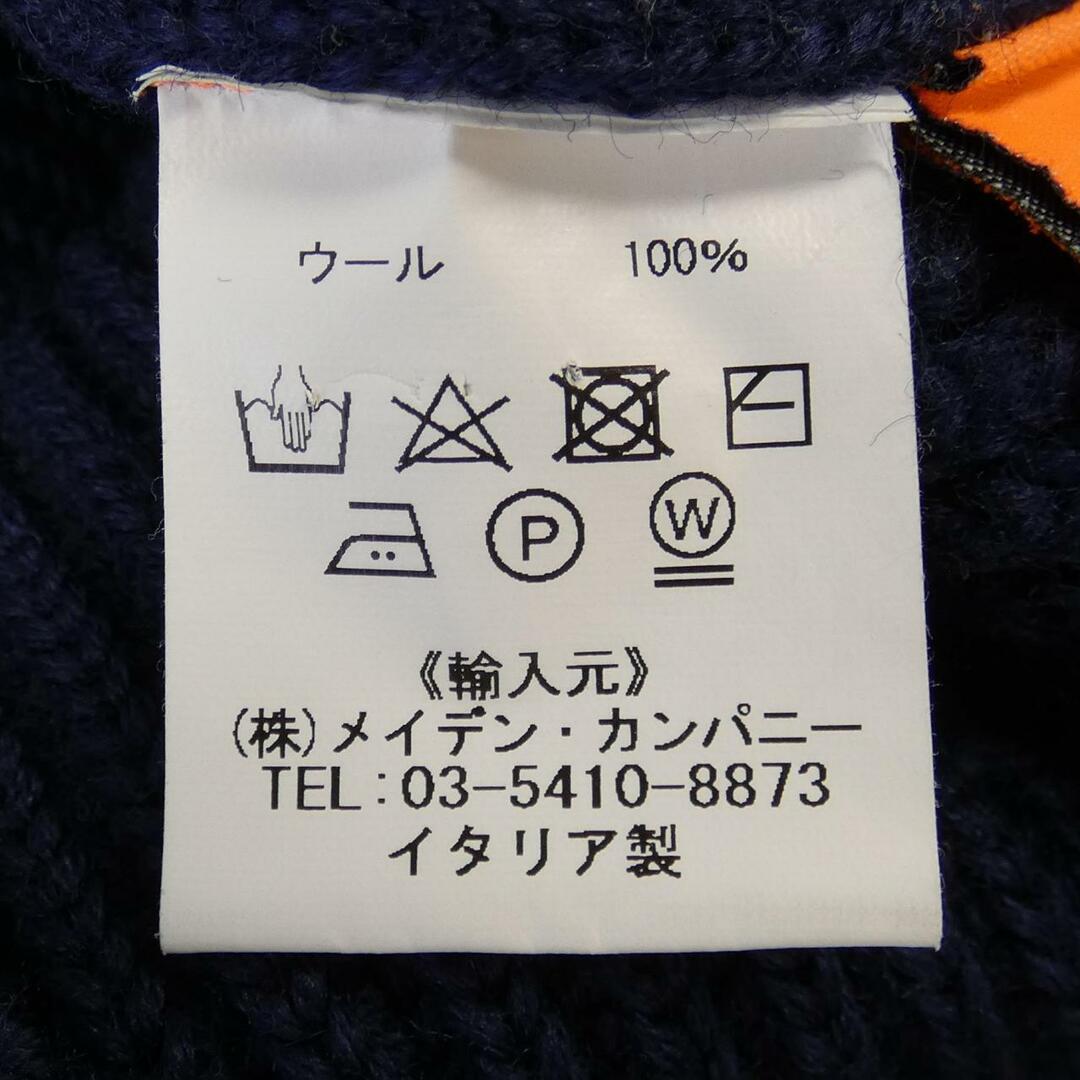 ウール 100%
P W
《輸入元》
(株)メイデン・カンパニー
TEL:03-5410-8873
イタリア製